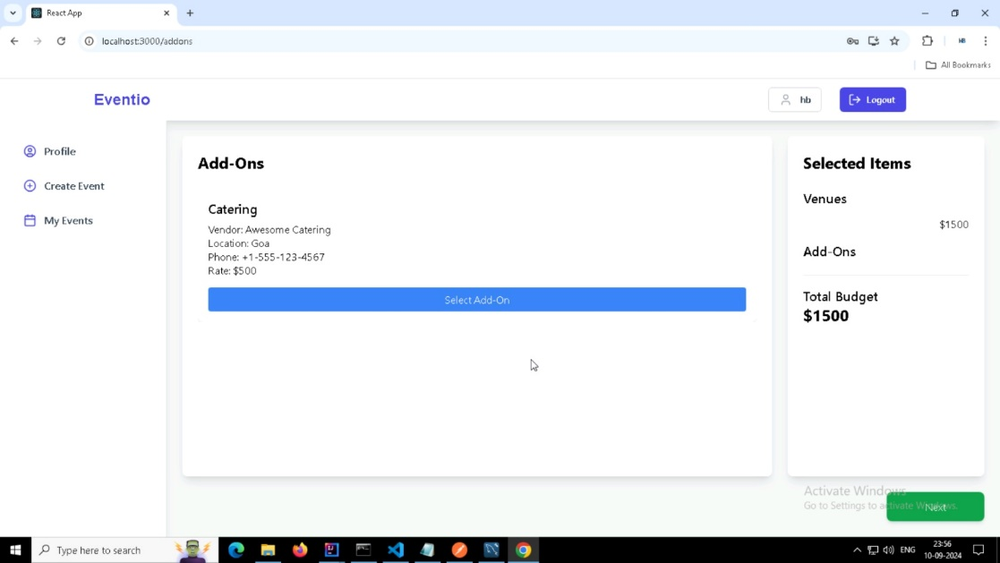 React App
localhost:3000/addons
All Bookmarks
Eventio
hb
Logout
Profile
Create Event
My Events
Add-Ons
Catering
Vendor: Awesome Catering
Location: Goa
Phone: +1-555-123-4567
Rate: $500
Select Add-On
Selected Items
Venues
$1500
Add-Ons
Total Budget
$1500
Activate Windows
Go to Settings to activate Windows.
Next
Type here to search
ENG
23:56
10-09-2024